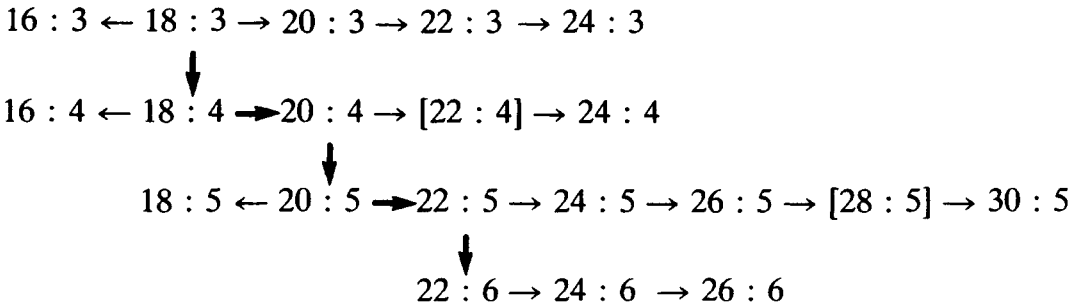 16 : 3 ← 18 : 3 → 20 : 3 → 22 : 3 → 24 : 3
16 : 4 ← 18 : 4 → 20 : 4 → [22 : 4] → 24 : 4
18 : 5 ← 20 : 5 → 22 : 5 → 24 : 5 → 26 : 5 → [28 : 5] → 30 : 5
22 : 6 → 24 : 6 → 26 : 6